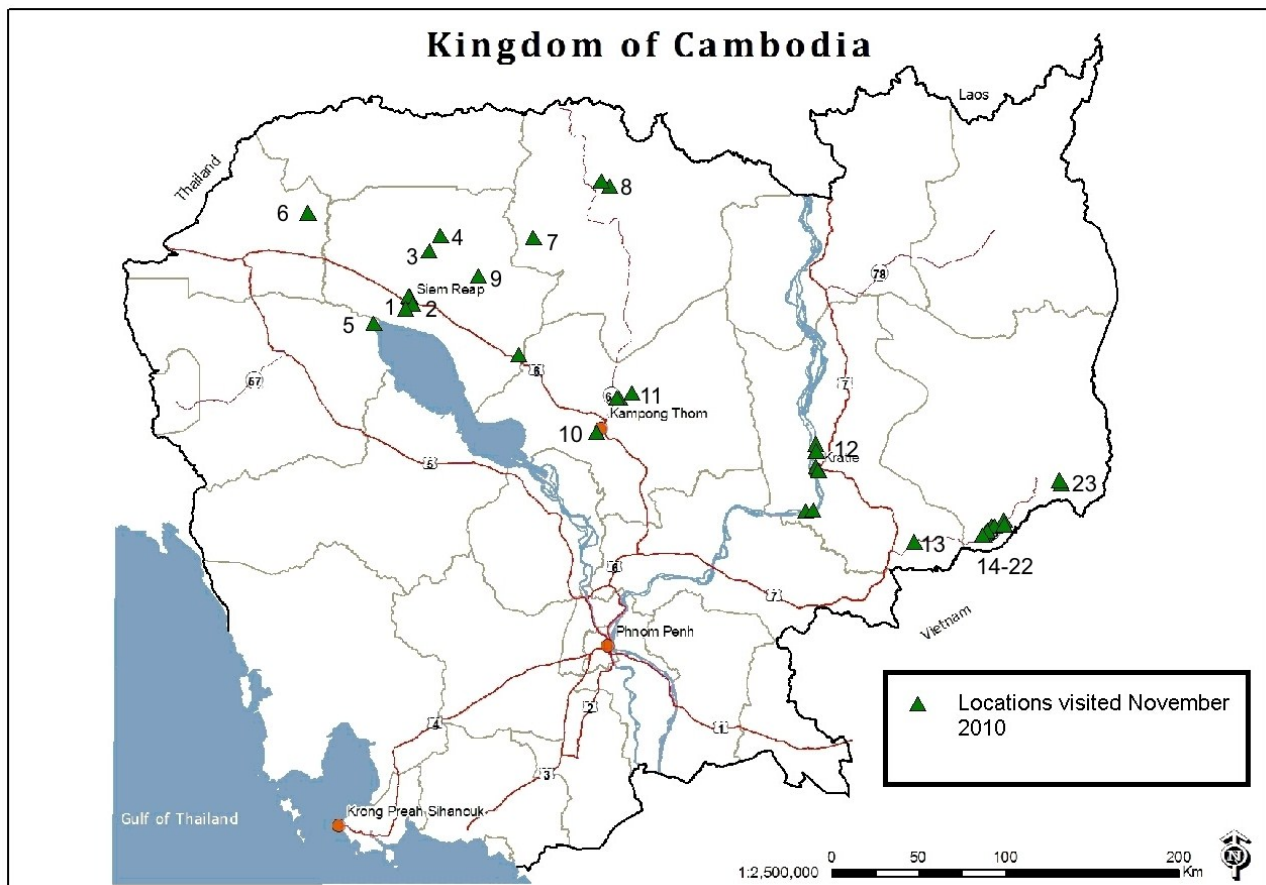 Kingdom of Cambodia
Laos
Thailand
8
6
4
7
3
78
9
Siem Reap
1
2
5
6
67
7
6
11
Kampong Thom
10
5
12
Kratie
23
13
14-22
6
7
Vietnam
Phnom Penh
Locations visited November
2010
2
4
1
3
Krong Preah Sihanouk
Gulf of Thailand
0 50 100 200
1:2,500,000
Km
N